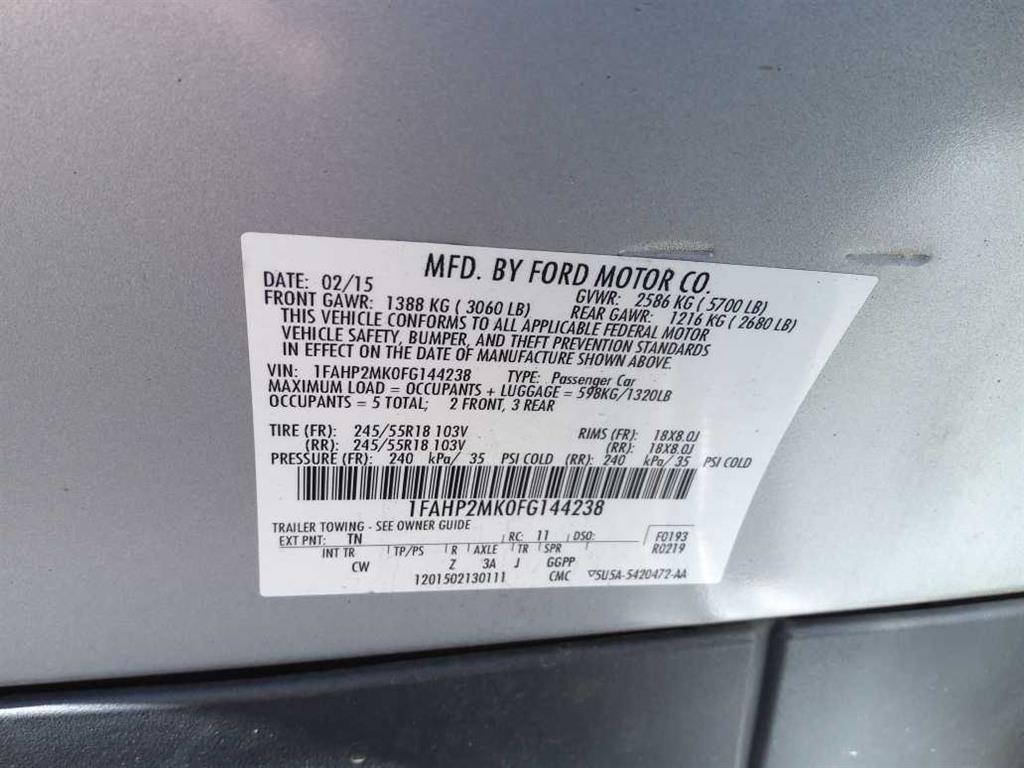 MFD. BY FORD MOTOR CO.
DATE: 02/15 GVWR: 2586 KG ( 5700 LB)
FRONT GAWR: 1388 KG ( 3060 LB) REAR GAWR: 1216 KG ( 2680 LB)
THIS VEHICLE CONFORMS TO ALL APPLICABLE FEDERAL MOTOR
VEHICLE SAFETY, BUMPER, AND THEFT PREVENTION STANDARDS
IN EFFECT ON THE DATE OF MANUFACTURE SHOWN ABOVE.
VIN: 1FAHP2MK0FG144238 TYPE: Passenger Car
MAXIMUM LOAD = OCCUPANTS + LUGGAGE = 598KG/1320LB
OCCUPANTS = 5 TOTAL; 2 FRONT, 3 REAR
TIRE (FR): 245/55R18 103V RIMS (FR): 18X8.0J
(RR): 245/55R18 103V (RR): 18X8.0J
PRESSURE (FR): 240 kPa/ 35 PSI COLD (RR): 240 kPa/ 35 PSI COLD
1FAHP2MK0FG144238
TRAILER TOWING - SEE OWNER GUIDE
EXT PNT: TN RC: 11 DSO: F0193
R0219
INT TR TP/PS R AXLE TR SPR
CW Z 3A J GGPP
1201502130111 CMC ▽5U5A-5420472-AA